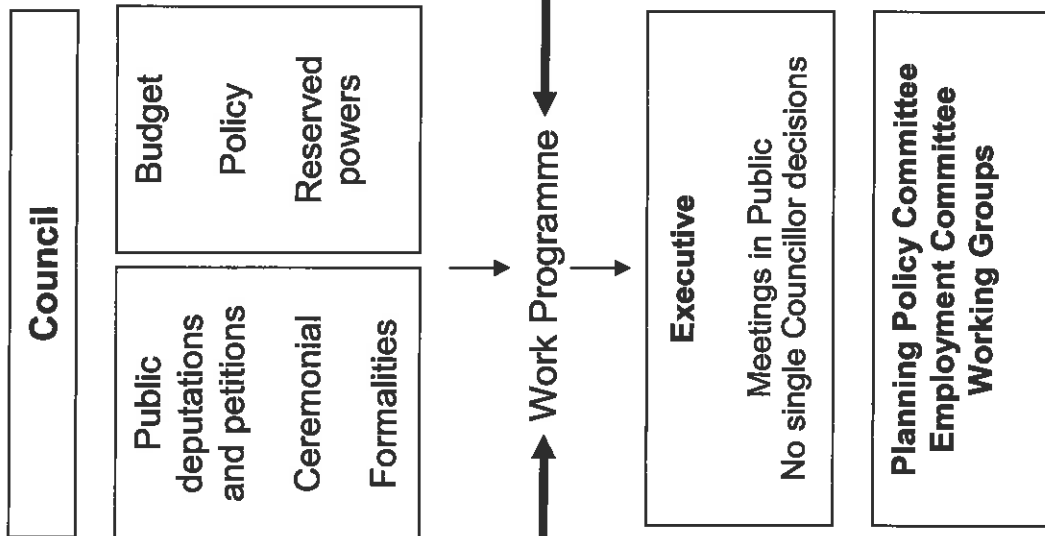 Council
Public
deputations
and petitions
Ceremonial
Formalities
Budget
Policy
Reserved
powers
Work Programme
Executive
Meetings in Public
No single Councillor decisions
Planning Policy Committee
Employment Committee
Working Groups